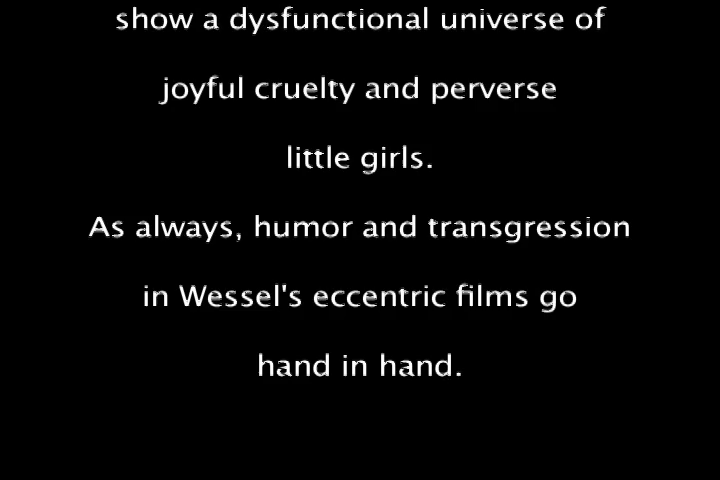 show a dysfunctional universe of
joyful cruelty and perverse
little girls.
As always, humor and transgression
in Wessel's eccentric films go
hand in hand.